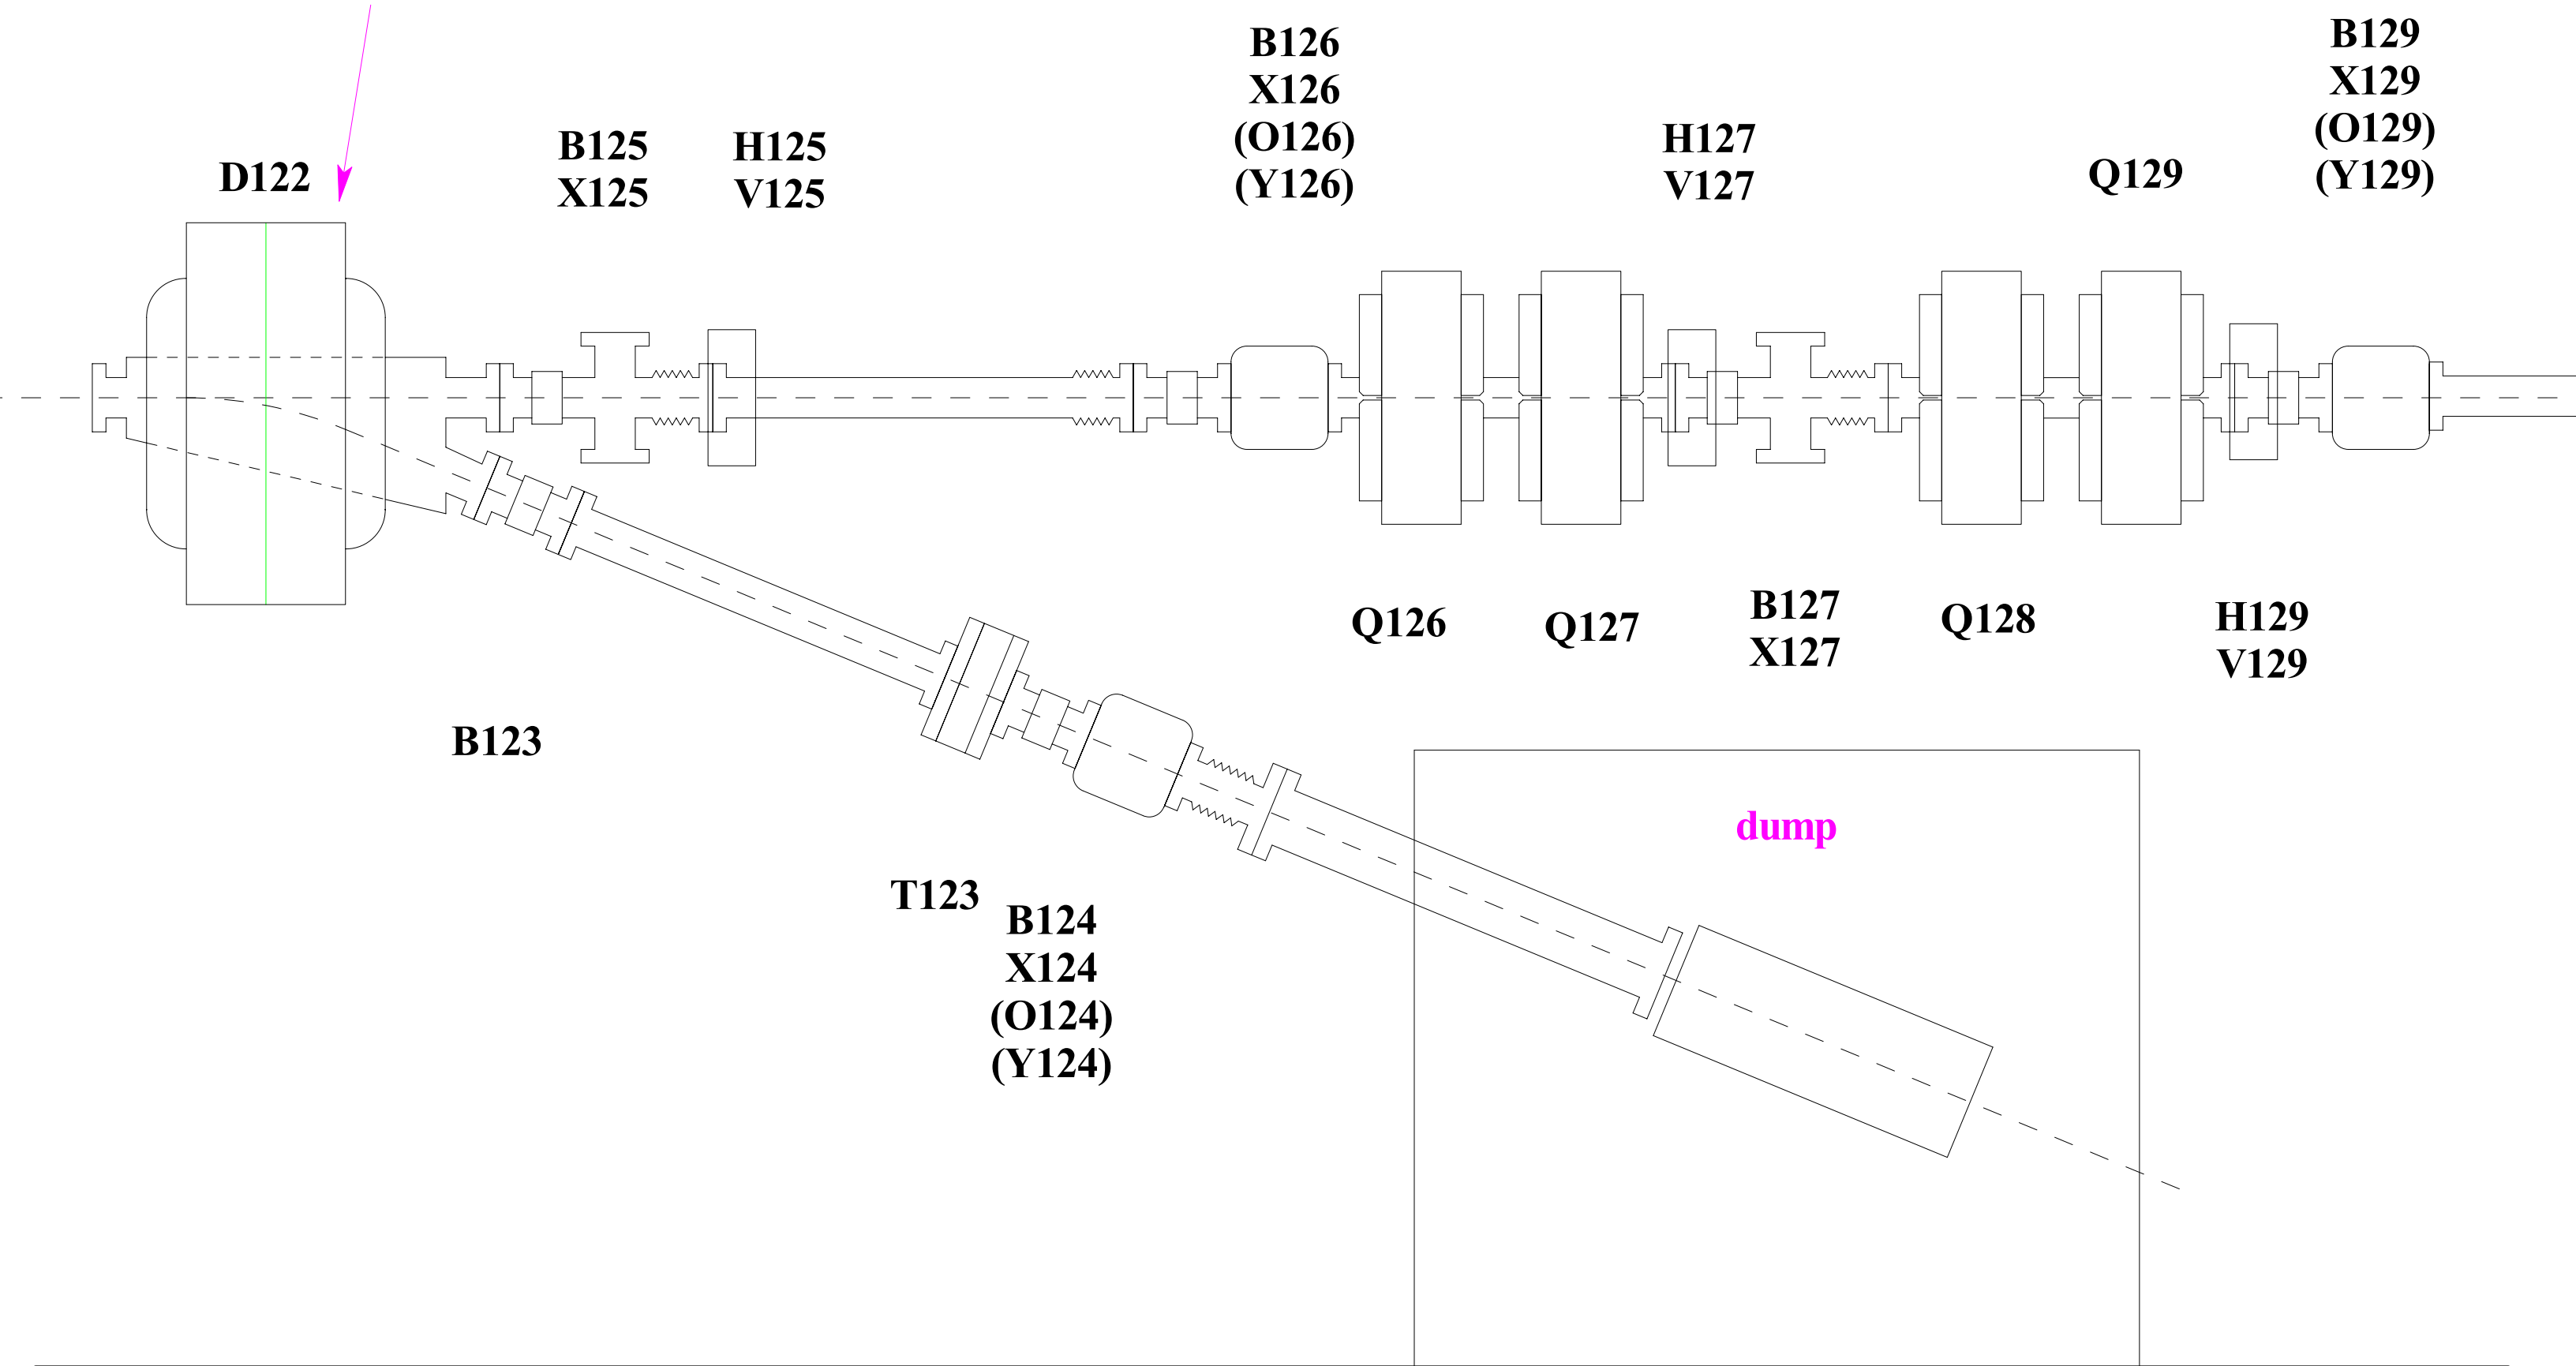 D122
B125
X125
H125
V125
B126
X126
(O126)
(Y126)
H127
V127
Q129
B129
X129
(O129)
(Y129)
Q126
Q127
B127
X127
Q128
H129
V129
B123
dump
T123
B124
X124
(O124)
(Y124)